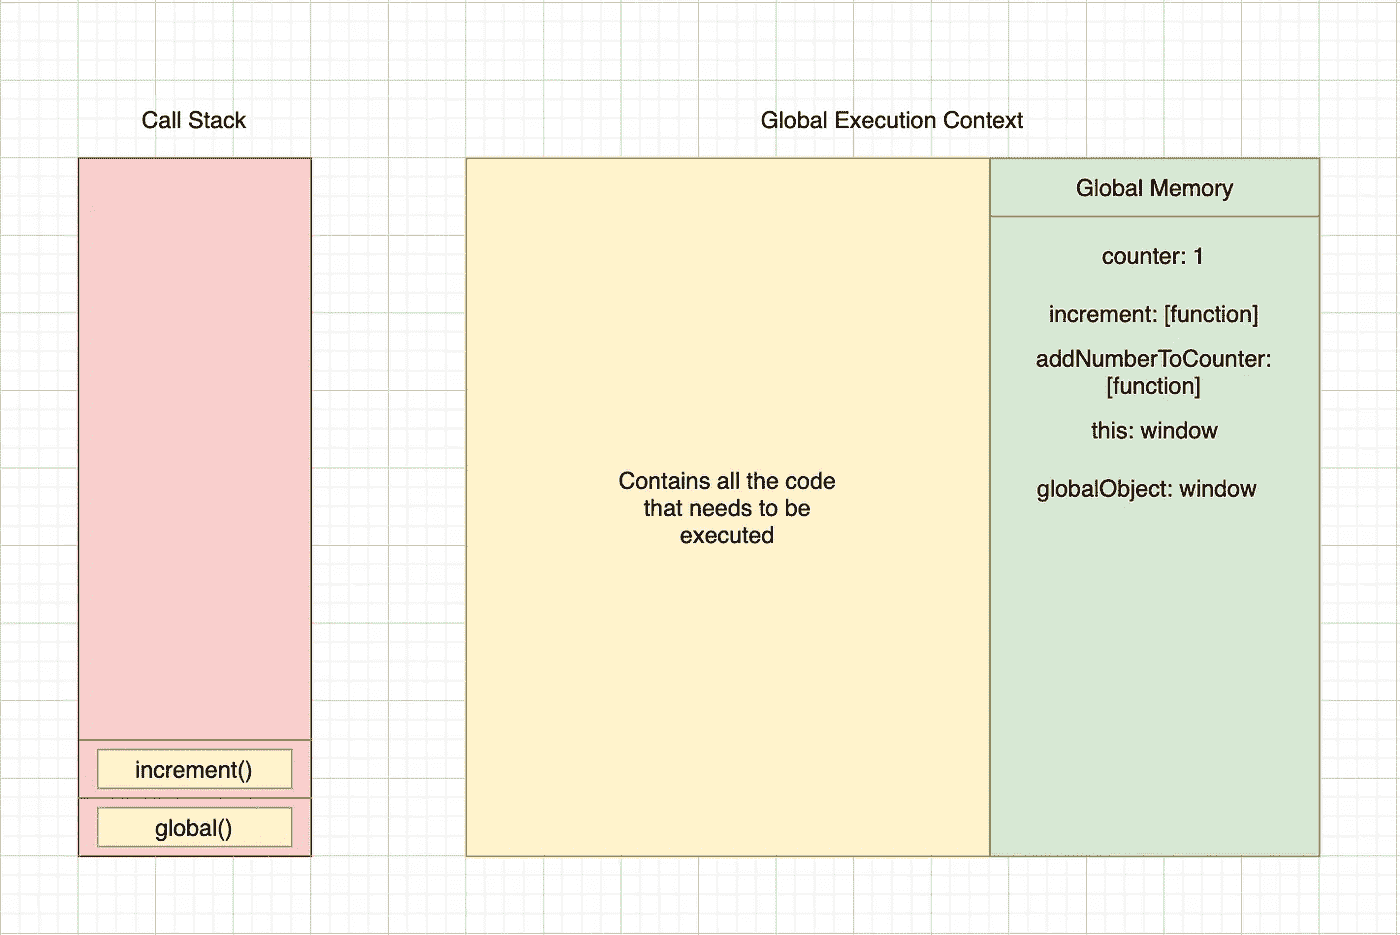 Call Stack
increment()
global()
Global Execution Context
Contains all the code
that needs to be
executed
Global Memory
counter: 1
increment: [function]
addNumberToCounter:
[function]
this: window
globalObject: window